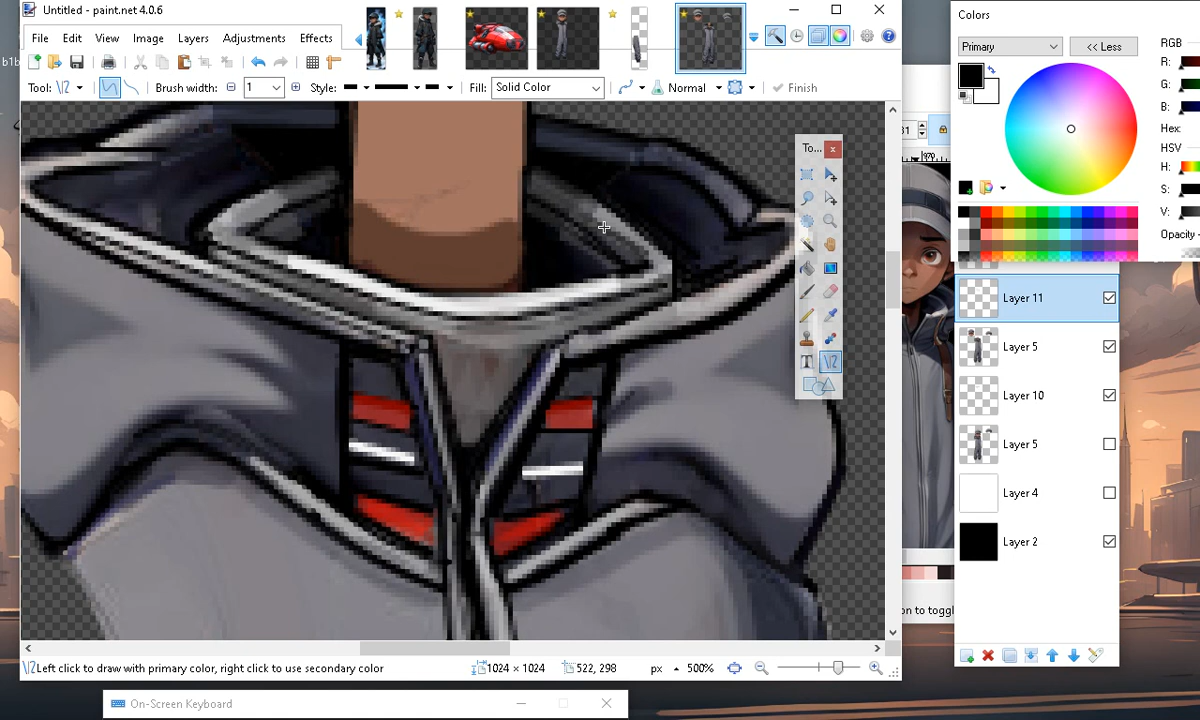 Untitled - paint.net 4.0.6
File Edit View Image Layers Adjustments Effects
Tool: Brush width: 1 Style: Fill: Solid Color Normal Finish
To...
T
Colors
Primary
<< Less
RGB
R:
G:
B:
Hex:
HSV
H:
S:
V:
Opacity -
Layer 11
Layer 5
Layer 10
Layer 5
Layer 4
Layer 2
on to toggl
Left click to draw with primary color, right click to use secondary color
1024 × 1024
522, 298
px
500%
On-Screen Keyboard